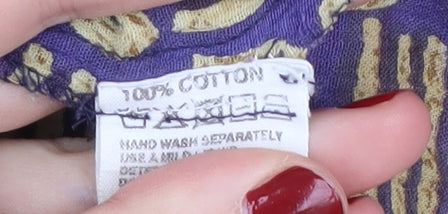 100% COTTON
HAND WASH SEPARATELY
USE A MILD